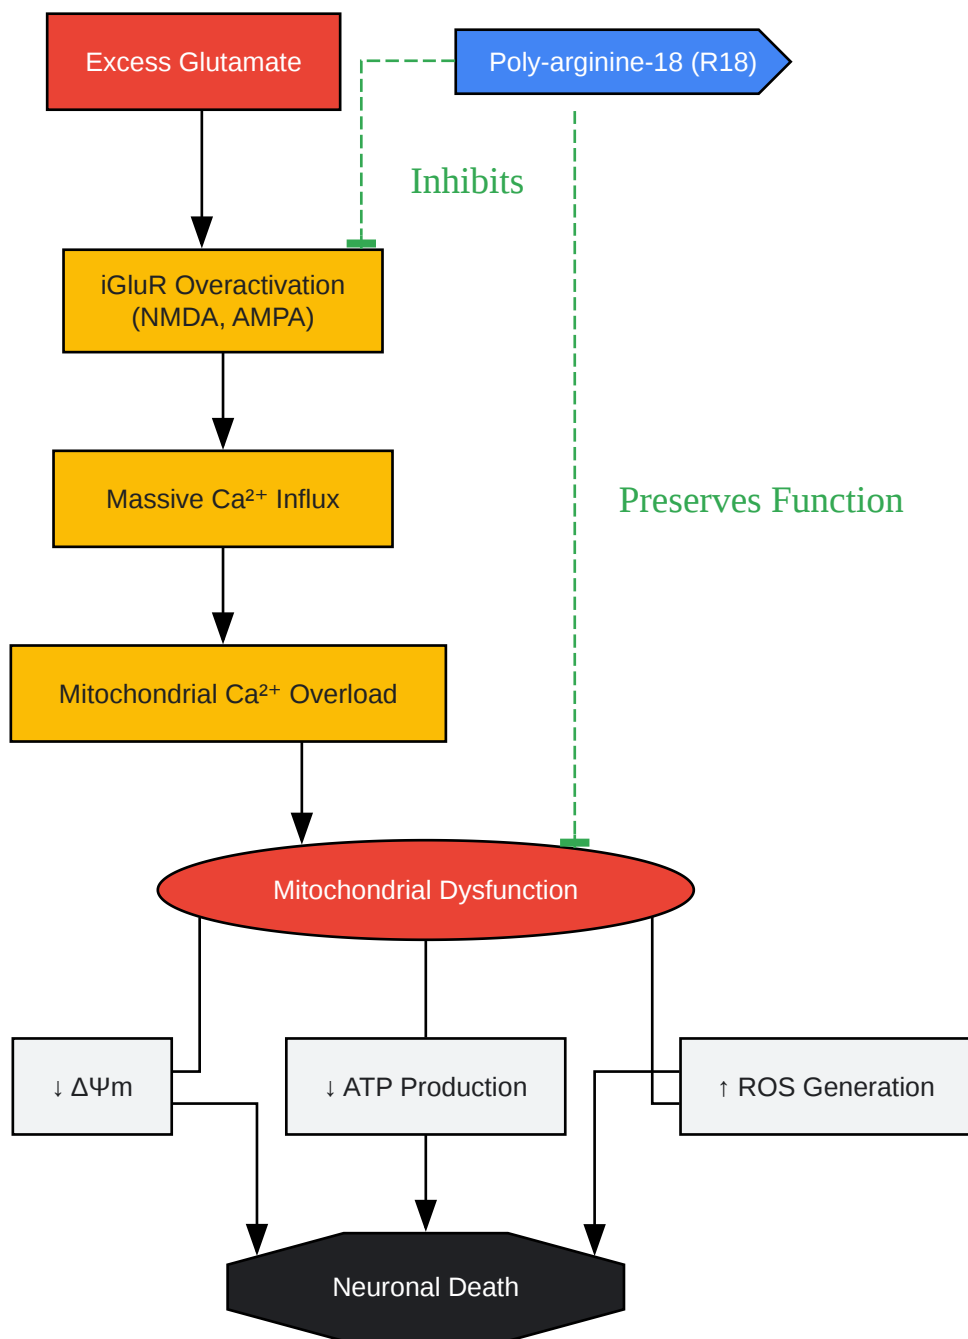 Excess Glutamate
Poly-arginine-18 (R18)
Inhibits
iGluR Overactivation
(NMDA, AMPA)
Massive Ca²⁺ Influx
Preserves Function
Mitochondrial Ca²⁺ Overload
Mitochondrial Dysfunction
↓ ΔΨm
↓ ATP Production
↑ ROS Generation
Neuronal Death